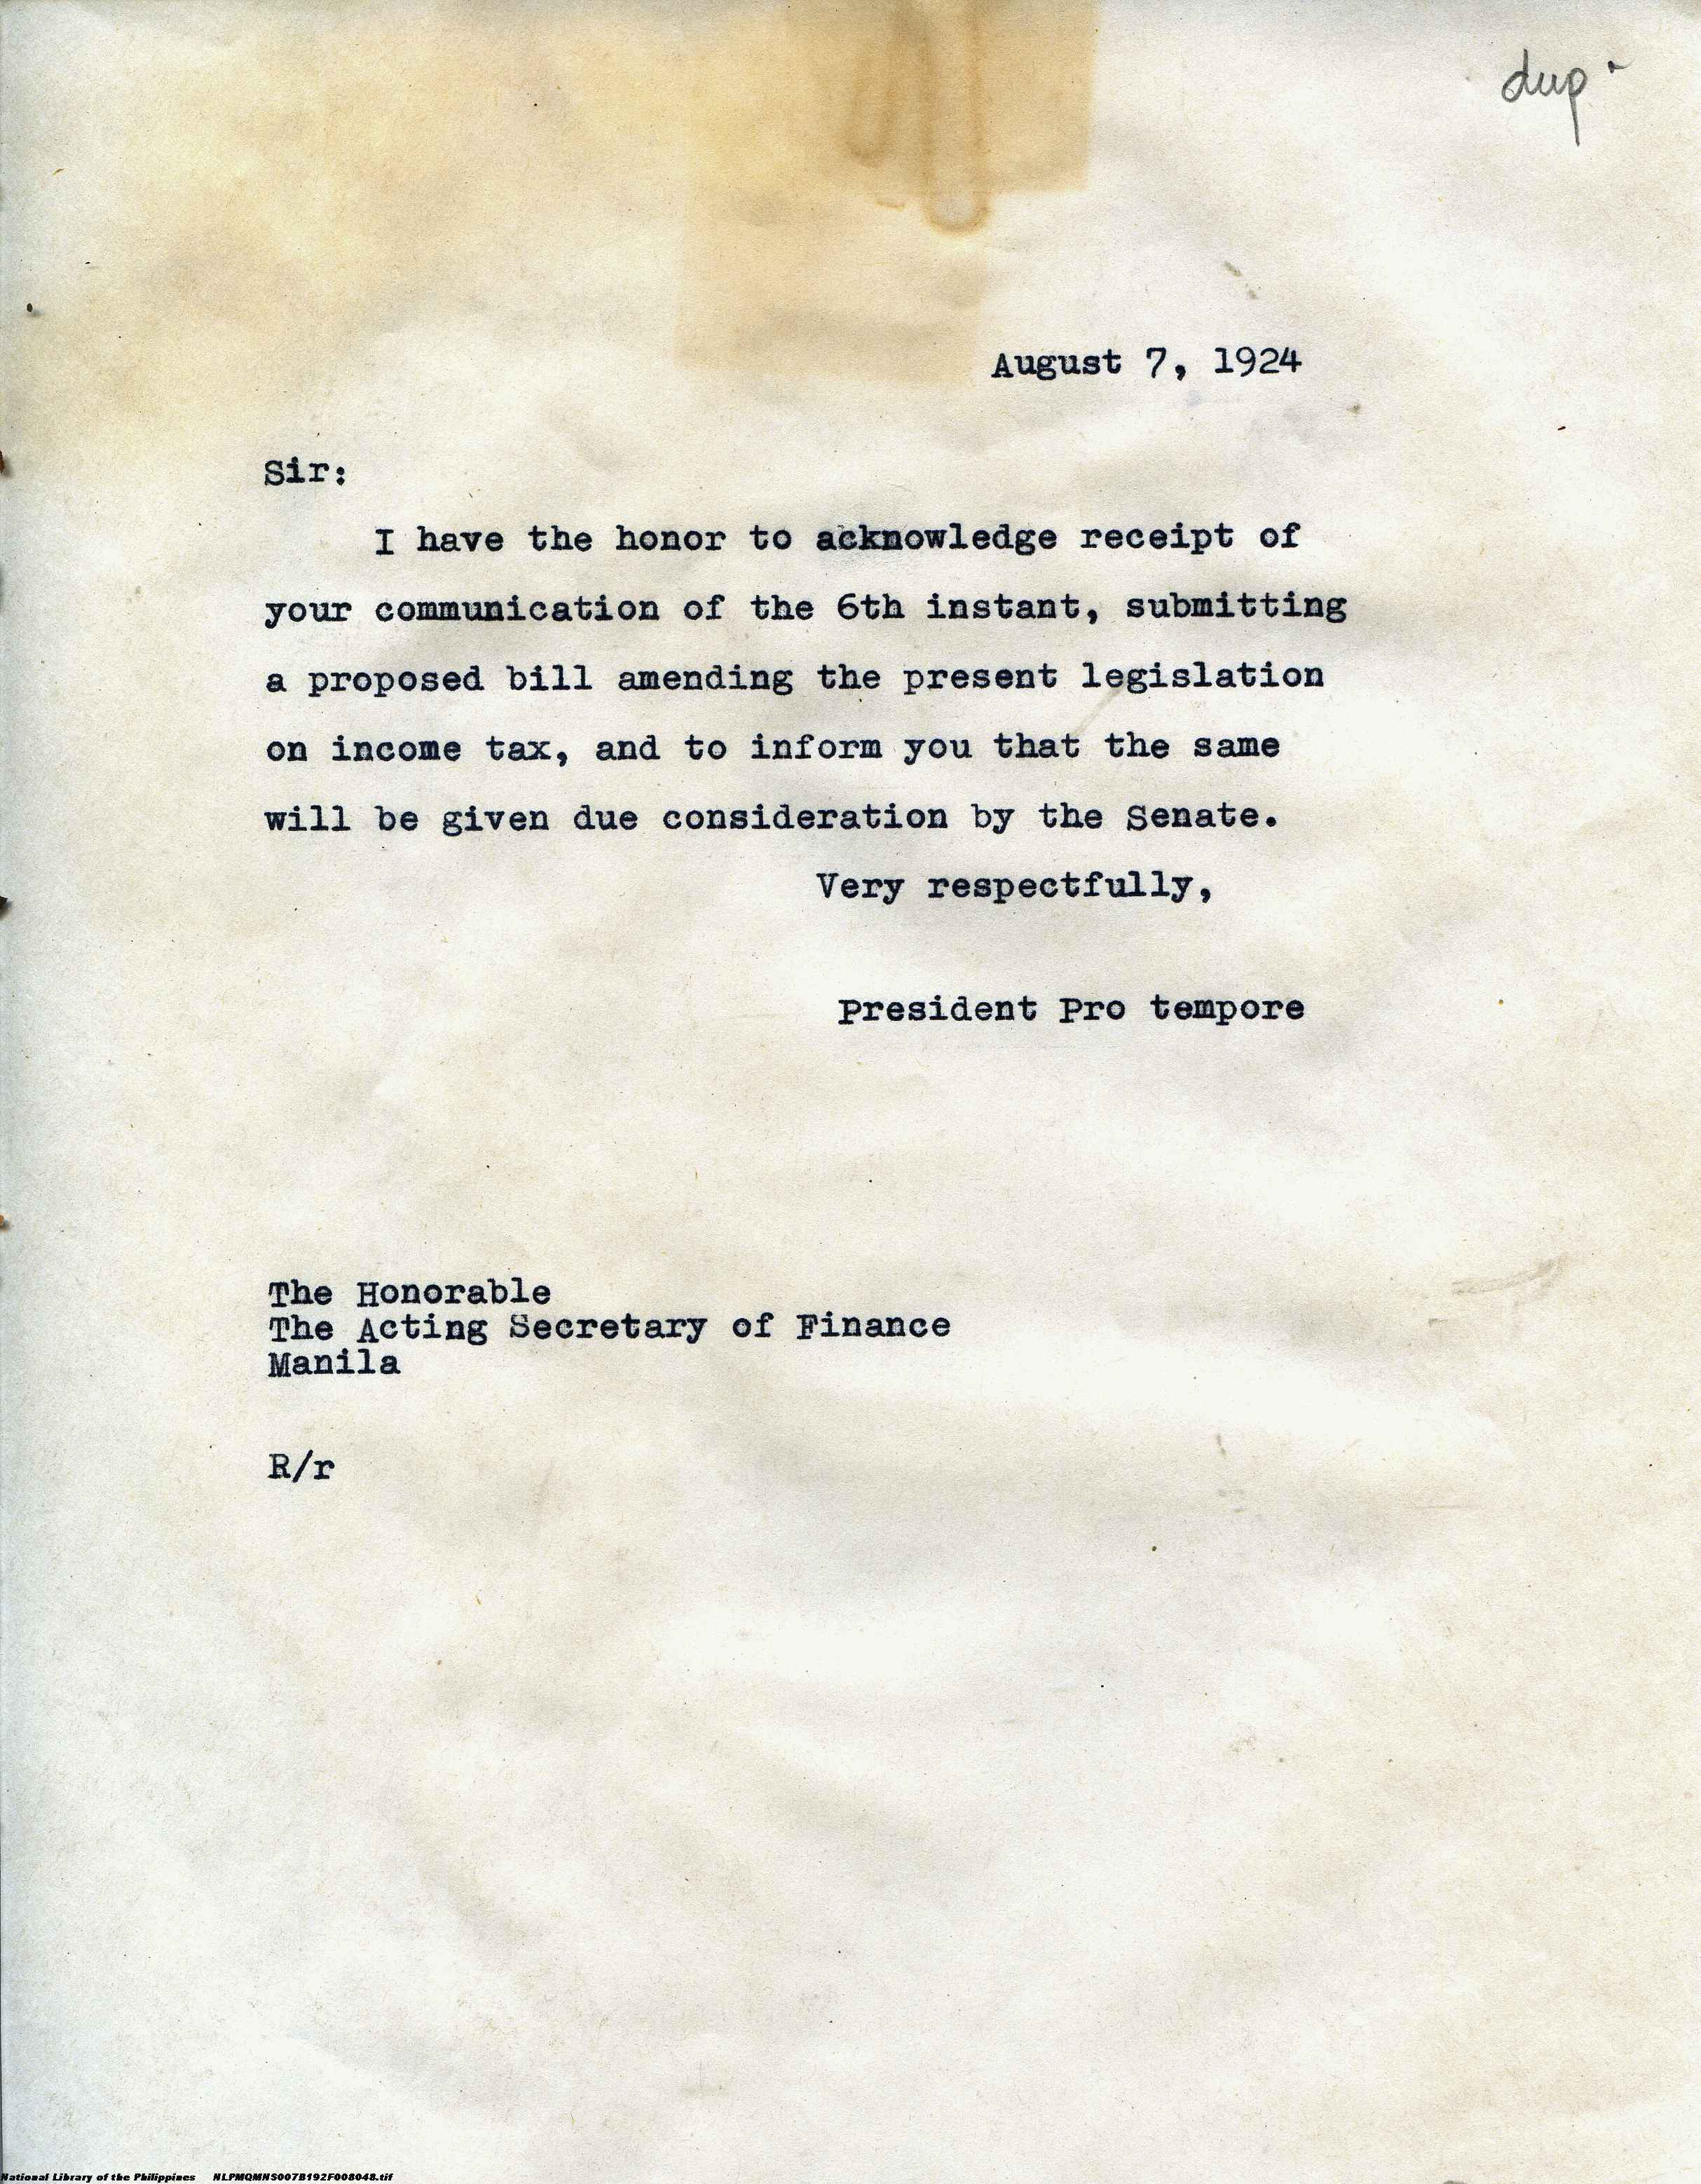 dup.
August 7, 1924
Sir:
I have the honor to acknowledge receipt of
your communication of the 6th instant, submitting
a proposed bill amending the present legislation
on income tax, and to inform you that the same
will be given due consideration by the Senate.
Very respectfully,
President Pro tempore
The Honorable
The Acting Secretary of Finance
Manila
R/r
National Library of the Philippines NLPMQMNS007B192F008048.tif